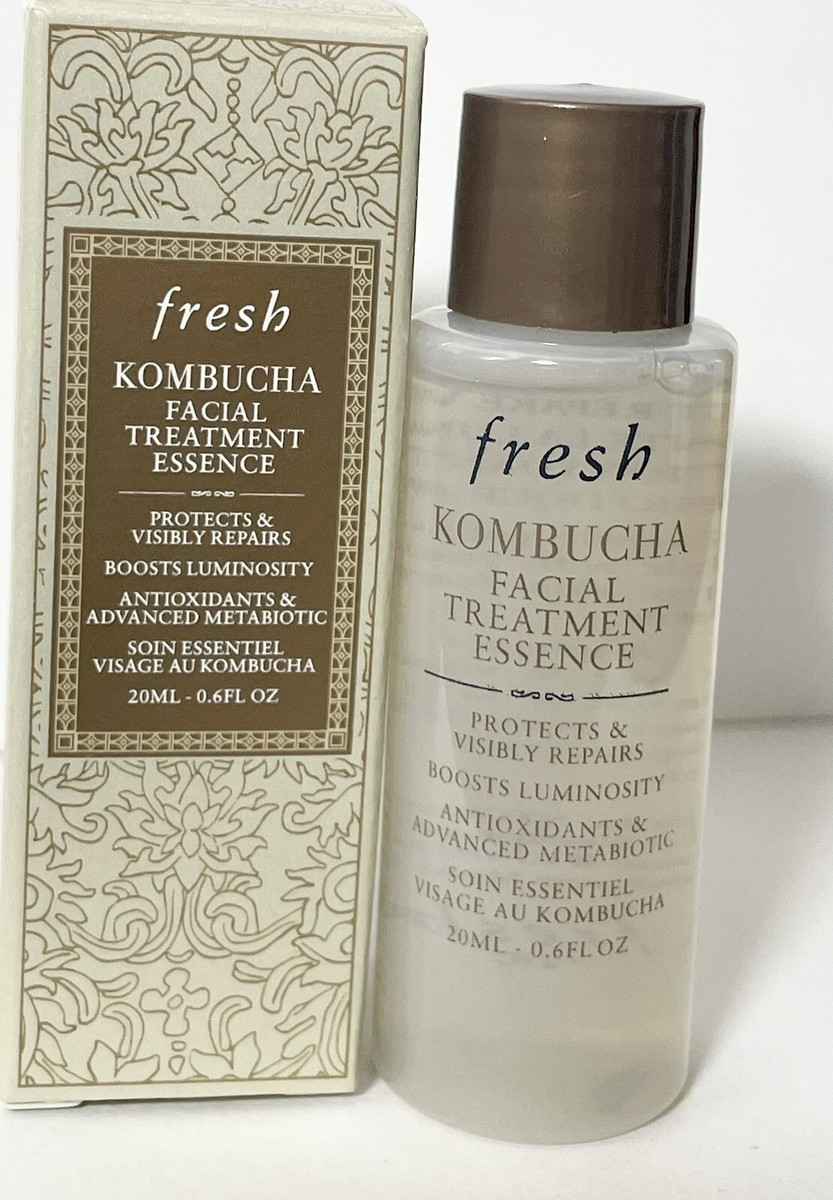 fresh
KOMBUCHA
FACIAL
TREATMENT
ESSENCE
PROTECTS &
VISIBLY REPAIRS
BOOSTS LUMINOSITY
ANTIOXIDANTS &
ADVANCED METABIOTIC
SOIN ESSENTIEL
VISAGE AU KOMBUCHA
20ML - 0.6FL OZ
fresh
KOMBUCHA
FACIAL
TREATMENT
ESSENCE
PROTECTS &
VISIBLY REPAIRS
BOOSTS LUMINOSITY
ANTIOXIDANTS &
ADVANCED METABIOTIC
SOIN ESSENTIEL
VISAGE AU KOMBUCHA
20ML - 0.6FL OZ